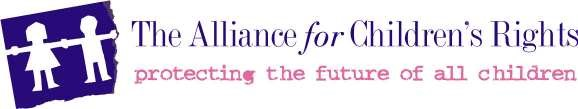 The Alliance for Children's Rights
protecting the future of all children